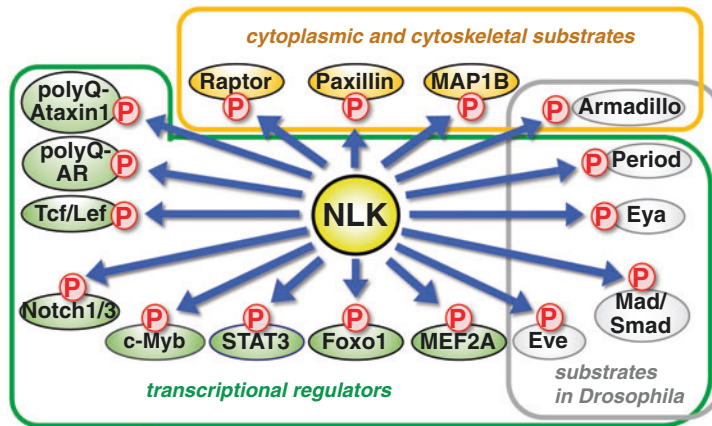 cytoplasmic and cytoskeletal substrates
polyQ-
Ataxin1
P
Raptor
P
Paxillin
P
MAP1B
P
P
Armadillo
polyQ-
AR
P
P
Period
Tcf/Lef
P
NLK
P
Eya
P
Notch1/3
P
Mad/
Smad
P
c-Myb
P
STAT3
P
Foxo1
P
MEF2A
P
Eve
transcriptional regulators
substrates
in Drosophila